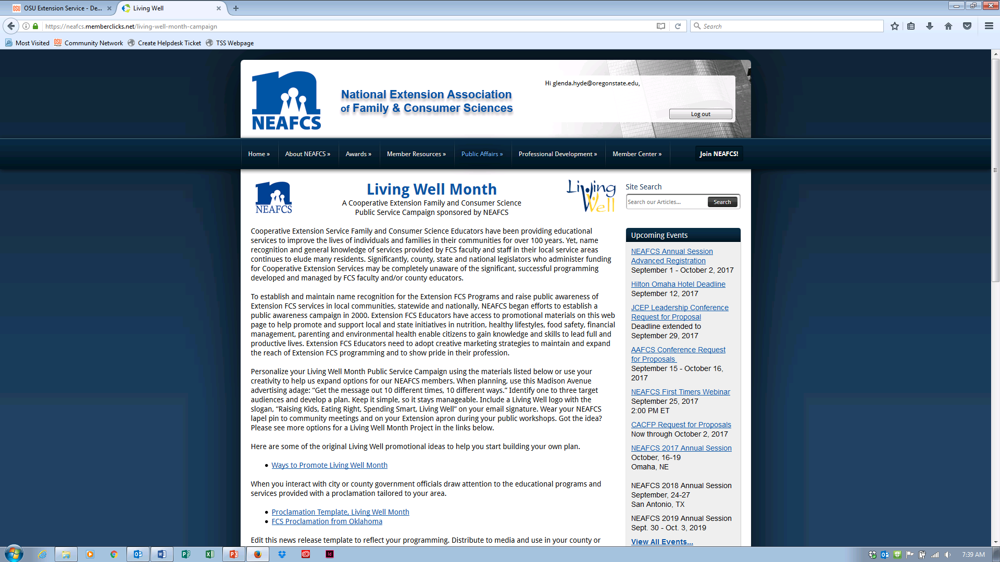 OSU Extension Service - De...
Living Well
https://neafcs.memberclicks.net/living-well-month-campaign
Search
Most Visited
Community Network
Create Helpdesk Ticket
TSS Webpage
NEAFCS
National Extension Association
of Family & Consumer Sciences
Hi glenda.hyde@oregonstate.edu,
Log out
Home »
About NEAFCS »
Awards »
Member Resources »
Public Affairs »
Professional Development »
Member Center »
Join NEAFCS!
NEAFCS
Living Well Month
A Cooperative Extension Family and Consumer Science
Public Service Campaign sponsored by NEAFCS
Living
Well
Cooperative Extension Service Family and Consumer Science Educators have been providing educational
services to improve the lives of individuals and families in their communities for over 100 years. Yet, name
recognition and general knowledge of services provided by FCS faculty and staff in their local service areas
continues to elude many residents. Significantly, county, state and national legislators who administer funding
for Cooperative Extension Services may be completely unaware of the significant, successful programming
developed and managed by FCS faculty and/or county educators.
To establish and maintain name recognition for the Extension FCS Programs and raise public awareness of
Extension FCS services in local communities, statewide and nationally, NEAFCS began efforts to establish a
public awareness campaign in 2000. Extension FCS Educators have access to promotional materials on this web
page to help promote and support local and state initiatives in nutrition, healthy lifestyles, food safety, financial
management, parenting and environmental health enable citizens to gain knowledge and skills to lead full and
productive lives. Extension FCS Educators need to adopt creative marketing strategies to maintain and expand
the reach of Extension FCS programming and to show pride in their profession.
Personalize your Living Well Month Public Service Campaign using the materials listed below or use your
creativity to help us expand options for our NEAFCS members. When planning, use this Madison Avenue
advertising adage: “Get the message out 10 different times, 10 different ways.” Identify one to three target
audiences and develop a plan. Keep it simple, so it stays manageable. Include a Living Well logo with the
slogan, “Raising Kids, Eating Right, Spending Smart, Living Well” on your email signature. Wear your NEAFCS
lapel pin to community meetings and on your Extension apron during your public workshops. Got the idea?
Please see more options for a Living Well Month Project in the links below.
Here are some of the original Living Well promotional ideas to help you start building your own plan.
Ways to Promote Living Well Month
When you interact with city or county government officials draw attention to the educational programs and
services provided with a proclamation tailored to your area.
Proclamation Template, Living Well Month
FCS Proclamation from Oklahoma
Edit this news release template to reflect your programming. Distribute to media and use in your county or
Site Search
Search our Articles...
Search
Upcoming Events
NEAFCS Annual Session
Advanced Registration
September 1 - October 2, 2017
Hilton Omaha Hotel Deadline
September 12, 2017
JCEP Leadership Conference
Request for Proposal
Deadline extended to
September 29, 2017
AAFCS Conference Request
for Proposals
September 15 - October 16,
2017
NEAFCS First Timers Webinar
September 25, 2017
2:00 PM ET
CACFP Request for Proposals
Now through October 2, 2017
NEAFCS 2017 Annual Session
October, 16-19
Omaha, NE
NEAFCS 2018 Annual Session
September, 24-27
San Antonio, TX
NEAFCS 2019 Annual Session
Sept. 30 - Oct. 3, 2019
View All Events...
7:39 AM